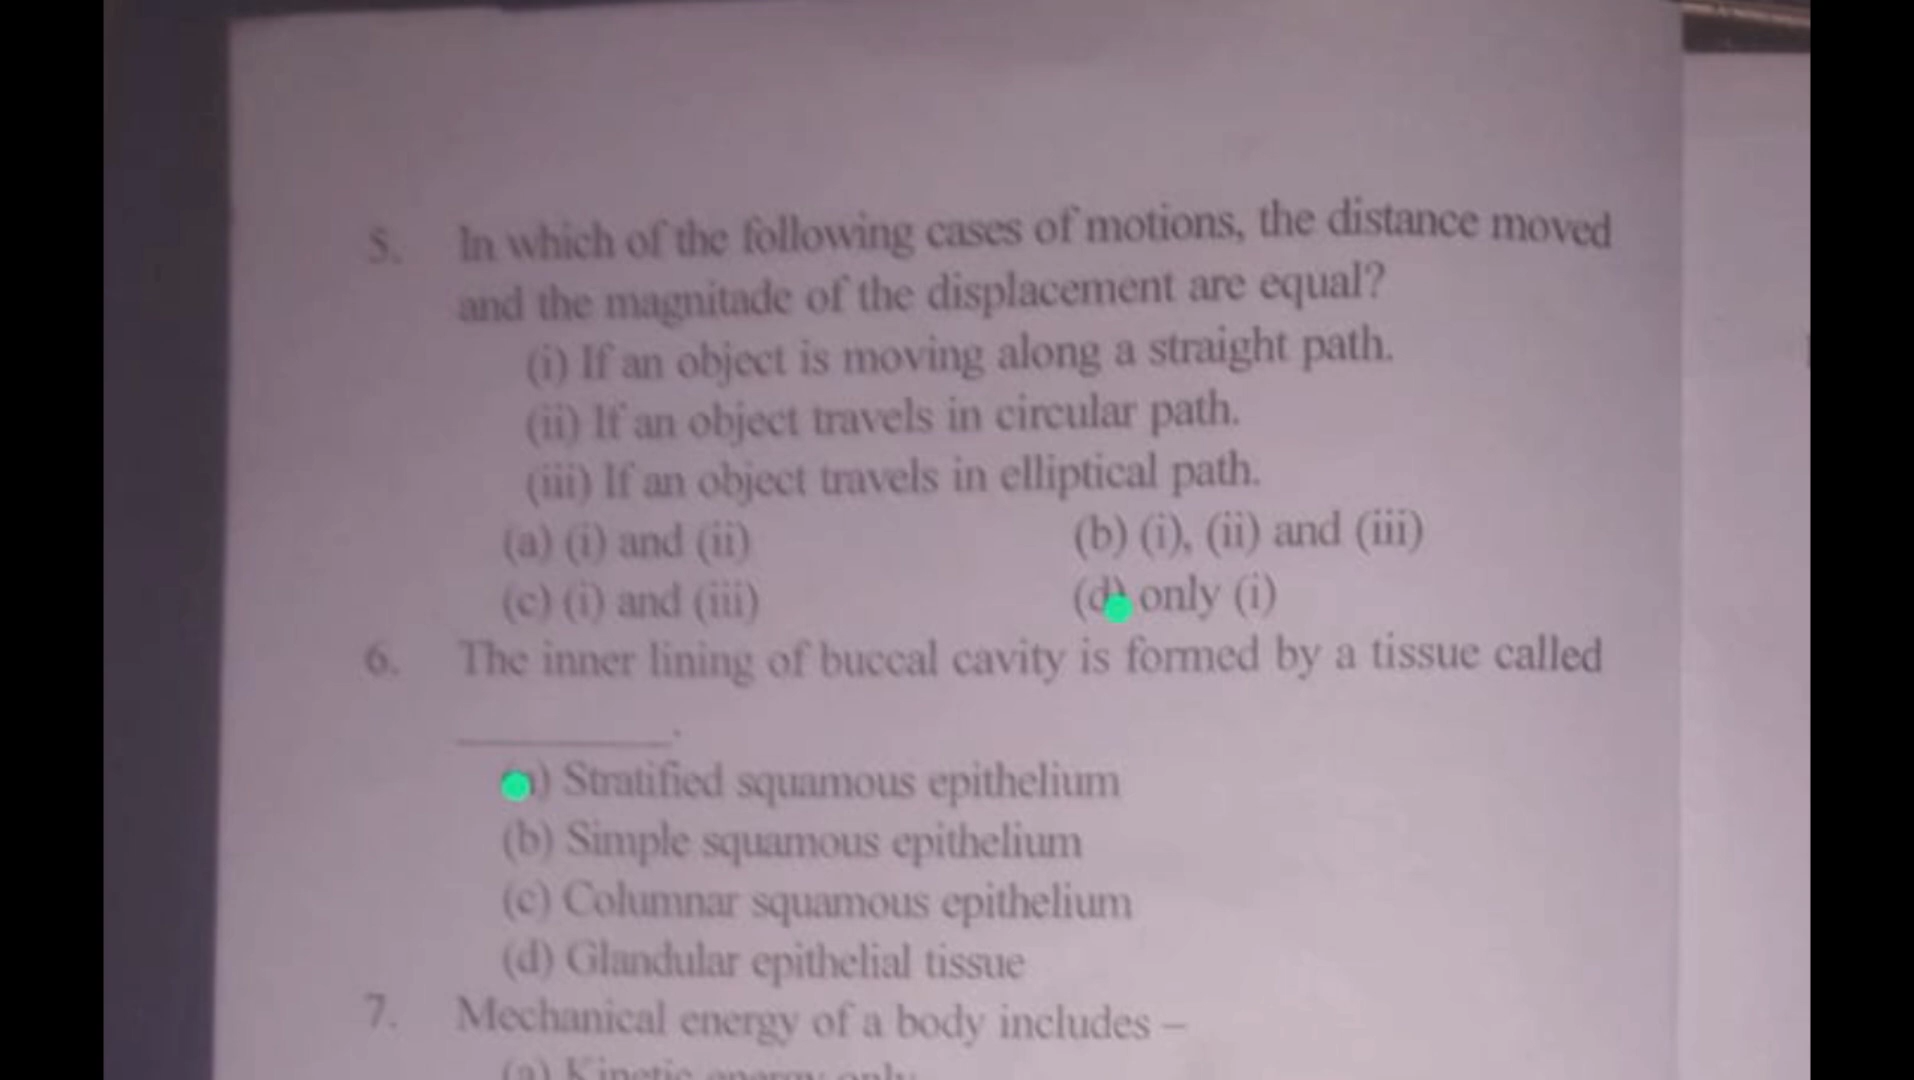 5. In which of the following cases of motions, the distance moved
and the magnitade of the displacement are equal?
(i) If an object is moving along a straight path.
(ii) If an object travels in circular path.
(iii) If an object travels in elliptical path.
(a) (i) and (ii) (b) (i), (ii) and (iii)
(c) (i) and (iii) (d) only (i)
6. The inner lining of buccal cavity is formed by a tissue called
__________.
(a) Stratified squamous epithelium
(b) Simple squamous epithelium
(c) Columnar squamous epithelium
(d) Glandular epithelial tissue
7. Mechanical energy of a body includes –
(a) Kinetic energy only